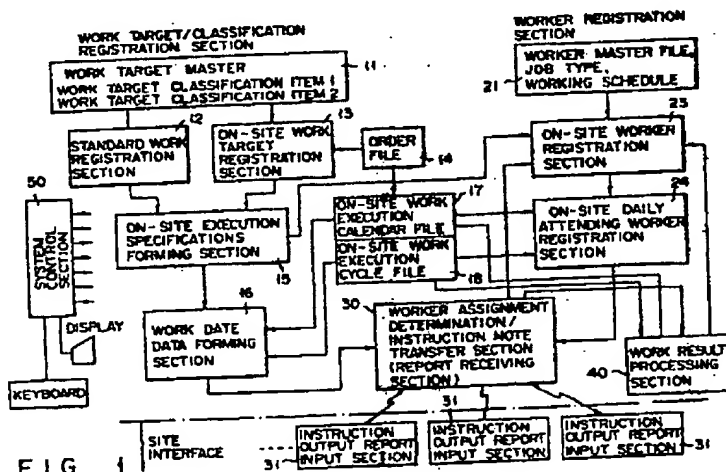 WORK TARGET/CLASSIFICATION
REGISTRATION SECTION
WORK TARGET MASTER
WORK TARGET CLASSIFICATION ITEM 1
WORK TARGET CLASSIFICATION ITEM 2
11
WORKER REGISTRATION
SECTION
WORKER MASTER FILE,
JOB TYPE,
WORKING SCHEDULE
21
12
STANDARD WORK
REGISTRATION
SECTION
13
ON-SITE WORK
TARGET
REGISTRATION
SECTION
ORDER
FILE
14
23
ON-SITE WORKER
REGISTRATION
SECTION
50
SYSTEM
CONTROL
SECTION
ON-SITE EXECUTION
SPECIFICATIONS
FORMING SECTION
15
17
ON-SITE WORK
EXECUTION
CALENDAR FILE
ON-SITE WORK
EXECUTION
CYCLE FILE
18
24
ON-SITE DAILY
ATTENDING WORKER
REGISTRATION
SECTION
DISPLAY
KEYBOARD
16
WORK DATE
DATA FORMING
SECTION
30
WORKER ASSIGNMENT
DETERMINATION/
INSTRUCTION NOTE
TRANSFER SECTION
(REPORT RECEIVING
SECTION)
WORK RESULT
PROCESSING
SECTION
40
FIG. 1
SITE
INTERFACE
INSTRUCTION
OUTPUT REPORT
INPUT SECTION
31
31
INSTRUCTION
OUTPUT REPORT
INPUT SECTION
INSTRUCTION
OUTPUT REPORT
INPUT SECTION
31